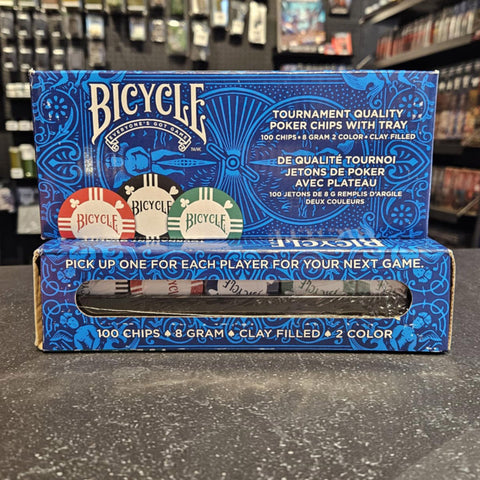 BICYCLE
EVERYONE'S GOT GAME
TOURNAMENT QUALITY
POKER CHIPS WITH TRAY
100 CHIPS • 8 GRAM 2 COLOR • CLAY FILLED
DE QUALITÉ TOURNOI
JETONS DE POKER
AVEC PLATEAU
100 JETONS DE 8 G REMPLIS D'ARGILE
DEUX COULEURS
BICYCLE
BICYCLE
BICYCLE
BICYCLE
PICK UP ONE FOR EACH PLAYER FOR YOUR NEXT GAME.
100 CHIPS ♠ 8 GRAM ♠ CLAY FILLED ♠ 2 COLOR